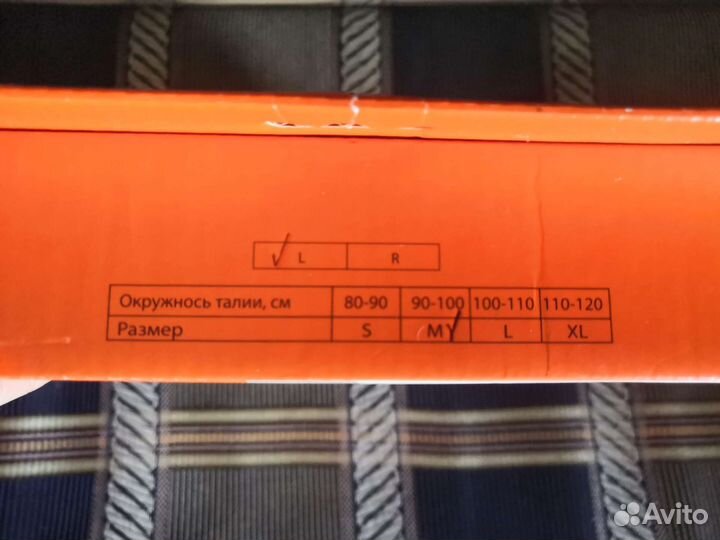 L R
Окружнось талии, см 80-90 90-100 100-110 110-120
Размер S M L XL
Avito